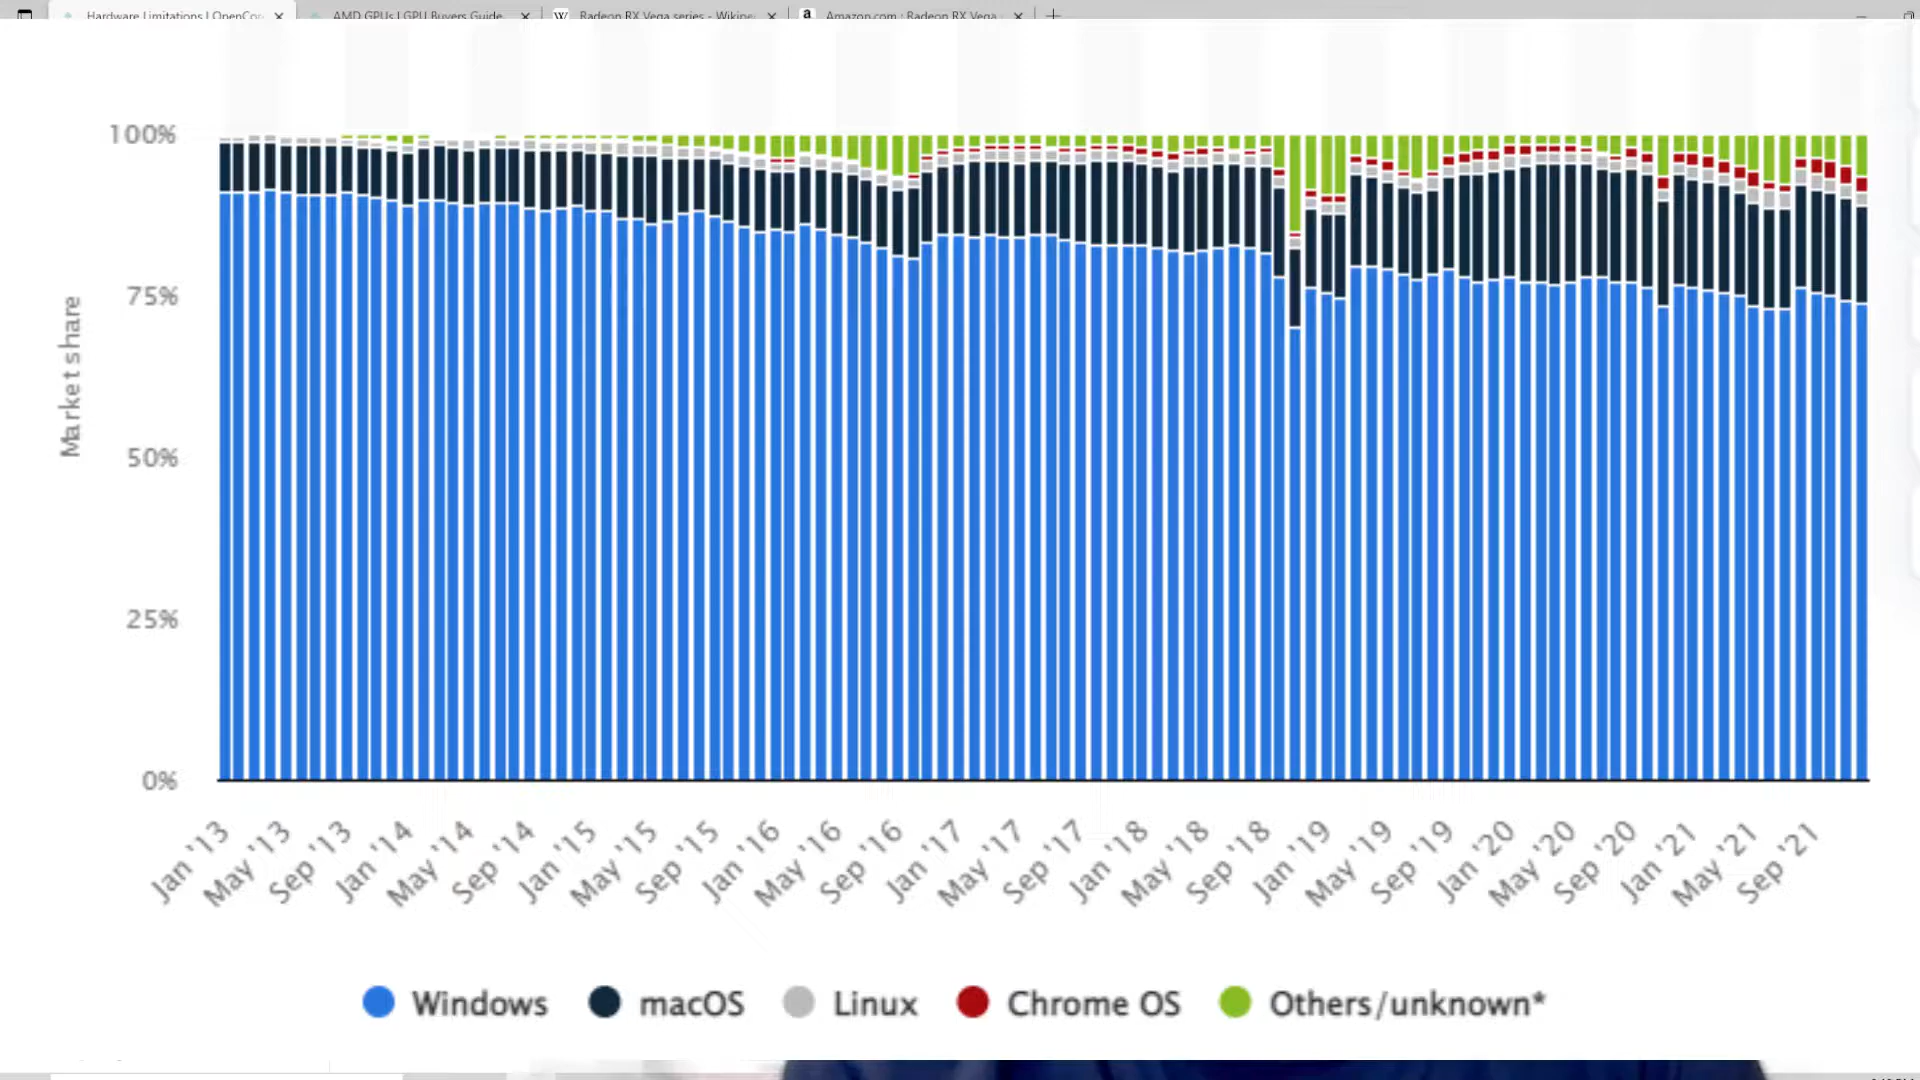 Hardware Limitations | OpenCor
AMD GPUs | GPU Buyers Guide
W Radeon RX Vega series - Wikipe
a Amazon.com : Radeon RX Vega
100%
75%
50%
25%
0%
Market share
Jan '13
May '13
Sep '13
Jan '14
May '14
Sep '14
Jan '15
May '15
Sep '15
Jan '16
May '16
Sep '16
Jan '17
May '17
Sep '17
Jan '18
May '18
Sep '18
Jan '19
May '19
Sep '19
Jan '20
May '20
Sep '20
Jan '21
May '21
Sep '21
Windows macOS Linux Chrome OS Others/unknown*